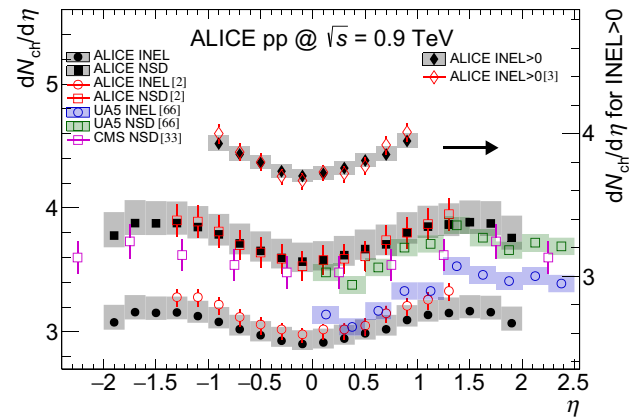 ALICE pp @ √s = 0.9 TeV
dN_ch/dη
dN_ch/dη for INEL>0
ALICE INEL
ALICE NSD
ALICE INEL[2]
ALICE NSD[2]
UA5 INEL[66]
UA5 NSD[66]
CMS NSD[33]
ALICE INEL>0
ALICE INEL>0[3]
5
4
3
4
3
−2 −1.5 −1 −0.5 0 0.5 1 1.5 2 2.5
η